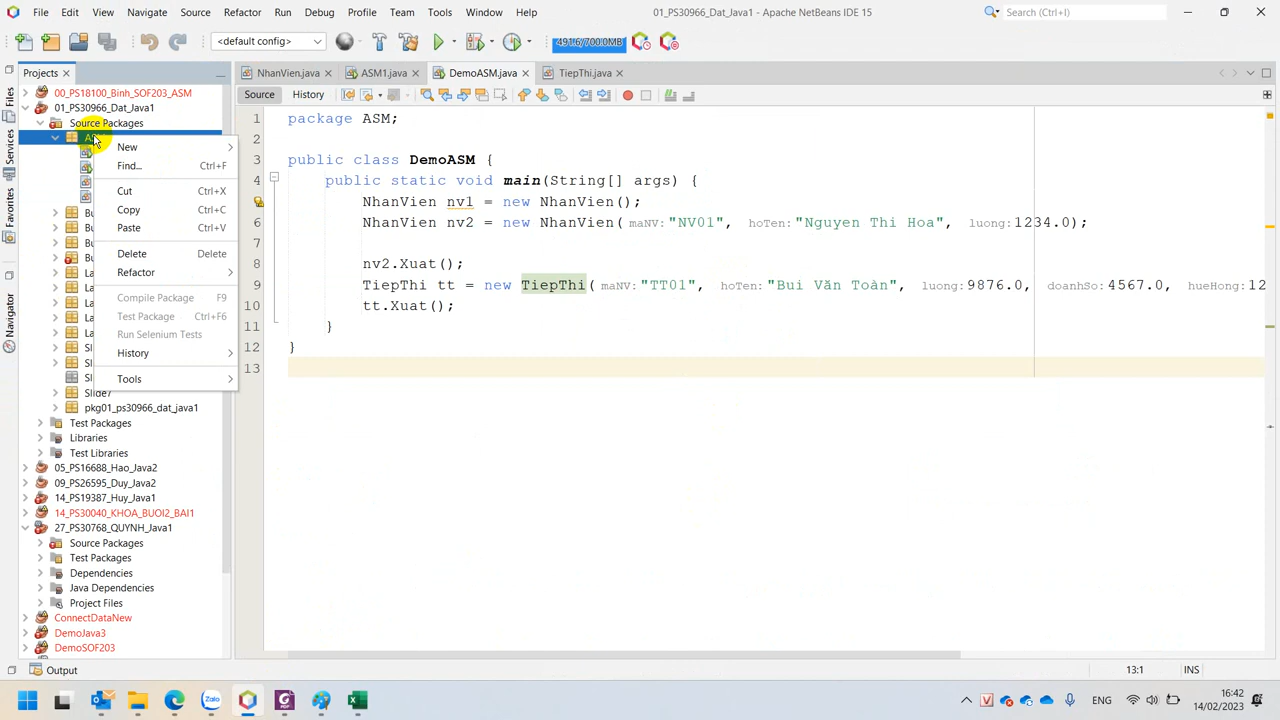 File Edit View Navigate Source Refactor Run Debug Profile Team Tools Window Help
01_PS30966_Dat_Java1 - Apache NetBeans IDE 15
Search (Ctrl+I)
<default config>
491.6/700.0MB
Projects
NhanVien.java
ASM1.java
DemoASM.java
TiepThi.java
Source
History
Files
Services
Favorites
Navigator
00_PS18100_Binh_SOF203_ASM
01_PS30966_Dat_Java1
Source Packages
Slide7
pkg01_ps30966_dat_java1
Test Packages
Libraries
Test Libraries
05_PS16688_Hao_Java2
09_PS26595_Duy_Java2
14_PS19387_Huy_Java1
14_PS30040_KHOA_BUOI2_BAI1
27_PS30768_QUYNH_Java1
Source Packages
Test Packages
Dependencies
Java Dependencies
Project Files
ConnectDataNew
DemoJava3
DemoSOF203
New
Find... Ctrl+F
Cut Ctrl+X
Copy Ctrl+C
Paste Ctrl+V
Delete Delete
Refactor
Compile Package F9
Test Package Ctrl+F6
Run Selenium Tests
History
Tools
1 package ASM;
2
3 public class DemoASM {
4 public static void main(String[] args) {
NhanVien nv1 = new NhanVien();
6 NhanVien nv2 = new NhanVien( maNV: "NV01", hoTen: "Nguyen Thi Hoa", luong: 1234.0);
7
8 nv2.Xuat();
9 TiepThi tt = new TiepThi( maNV: "TT01", hoTen: "Bui Văn Toàn", luong: 9876.0, doanhSo: 4567.0, hueHong: 12
10 tt.Xuat();
11 }
12 }
13
Output
13:1 INS
Zalo
ENG
16:42
14/02/2023